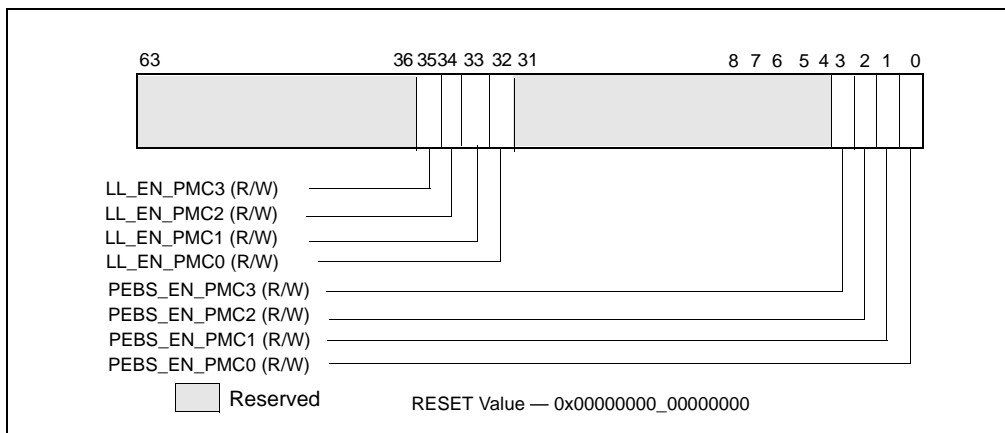 63 36 35 34 33 32 31 8 7 6 5 4 3 2 1 0
LL_EN_PMC3 (R/W)
LL_EN_PMC2 (R/W)
LL_EN_PMC1 (R/W)
LL_EN_PMC0 (R/W)
PEBS_EN_PMC3 (R/W)
PEBS_EN_PMC2 (R/W)
PEBS_EN_PMC1 (R/W)
PEBS_EN_PMC0 (R/W)
Reserved RESET Value — 0x00000000_00000000